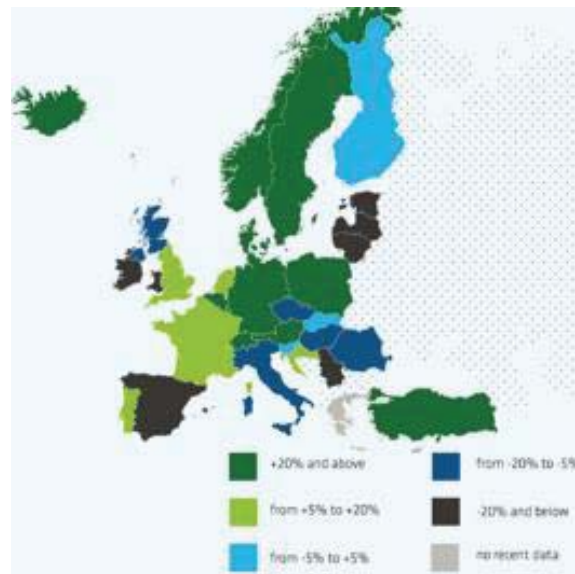 +20% and above
from +5% to +20%
from -5% to +5%
from -20% to -5%
-20% and below
no recent data